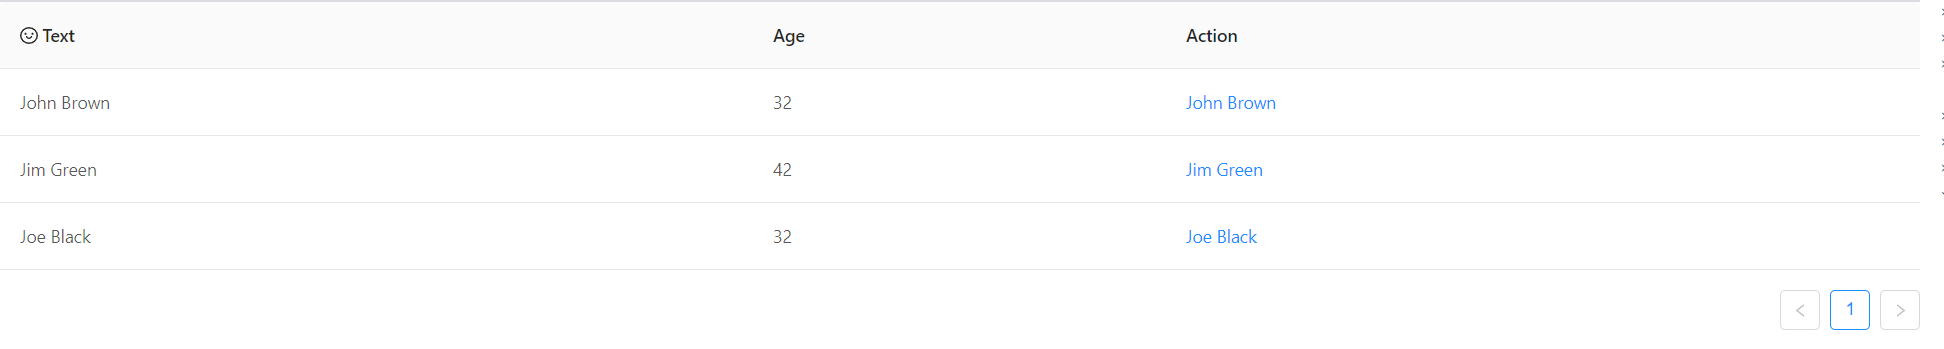 Text Age Action
John Brown 32 John Brown
Jim Green 42 Jim Green
Joe Black 32 Joe Black
< 1 >